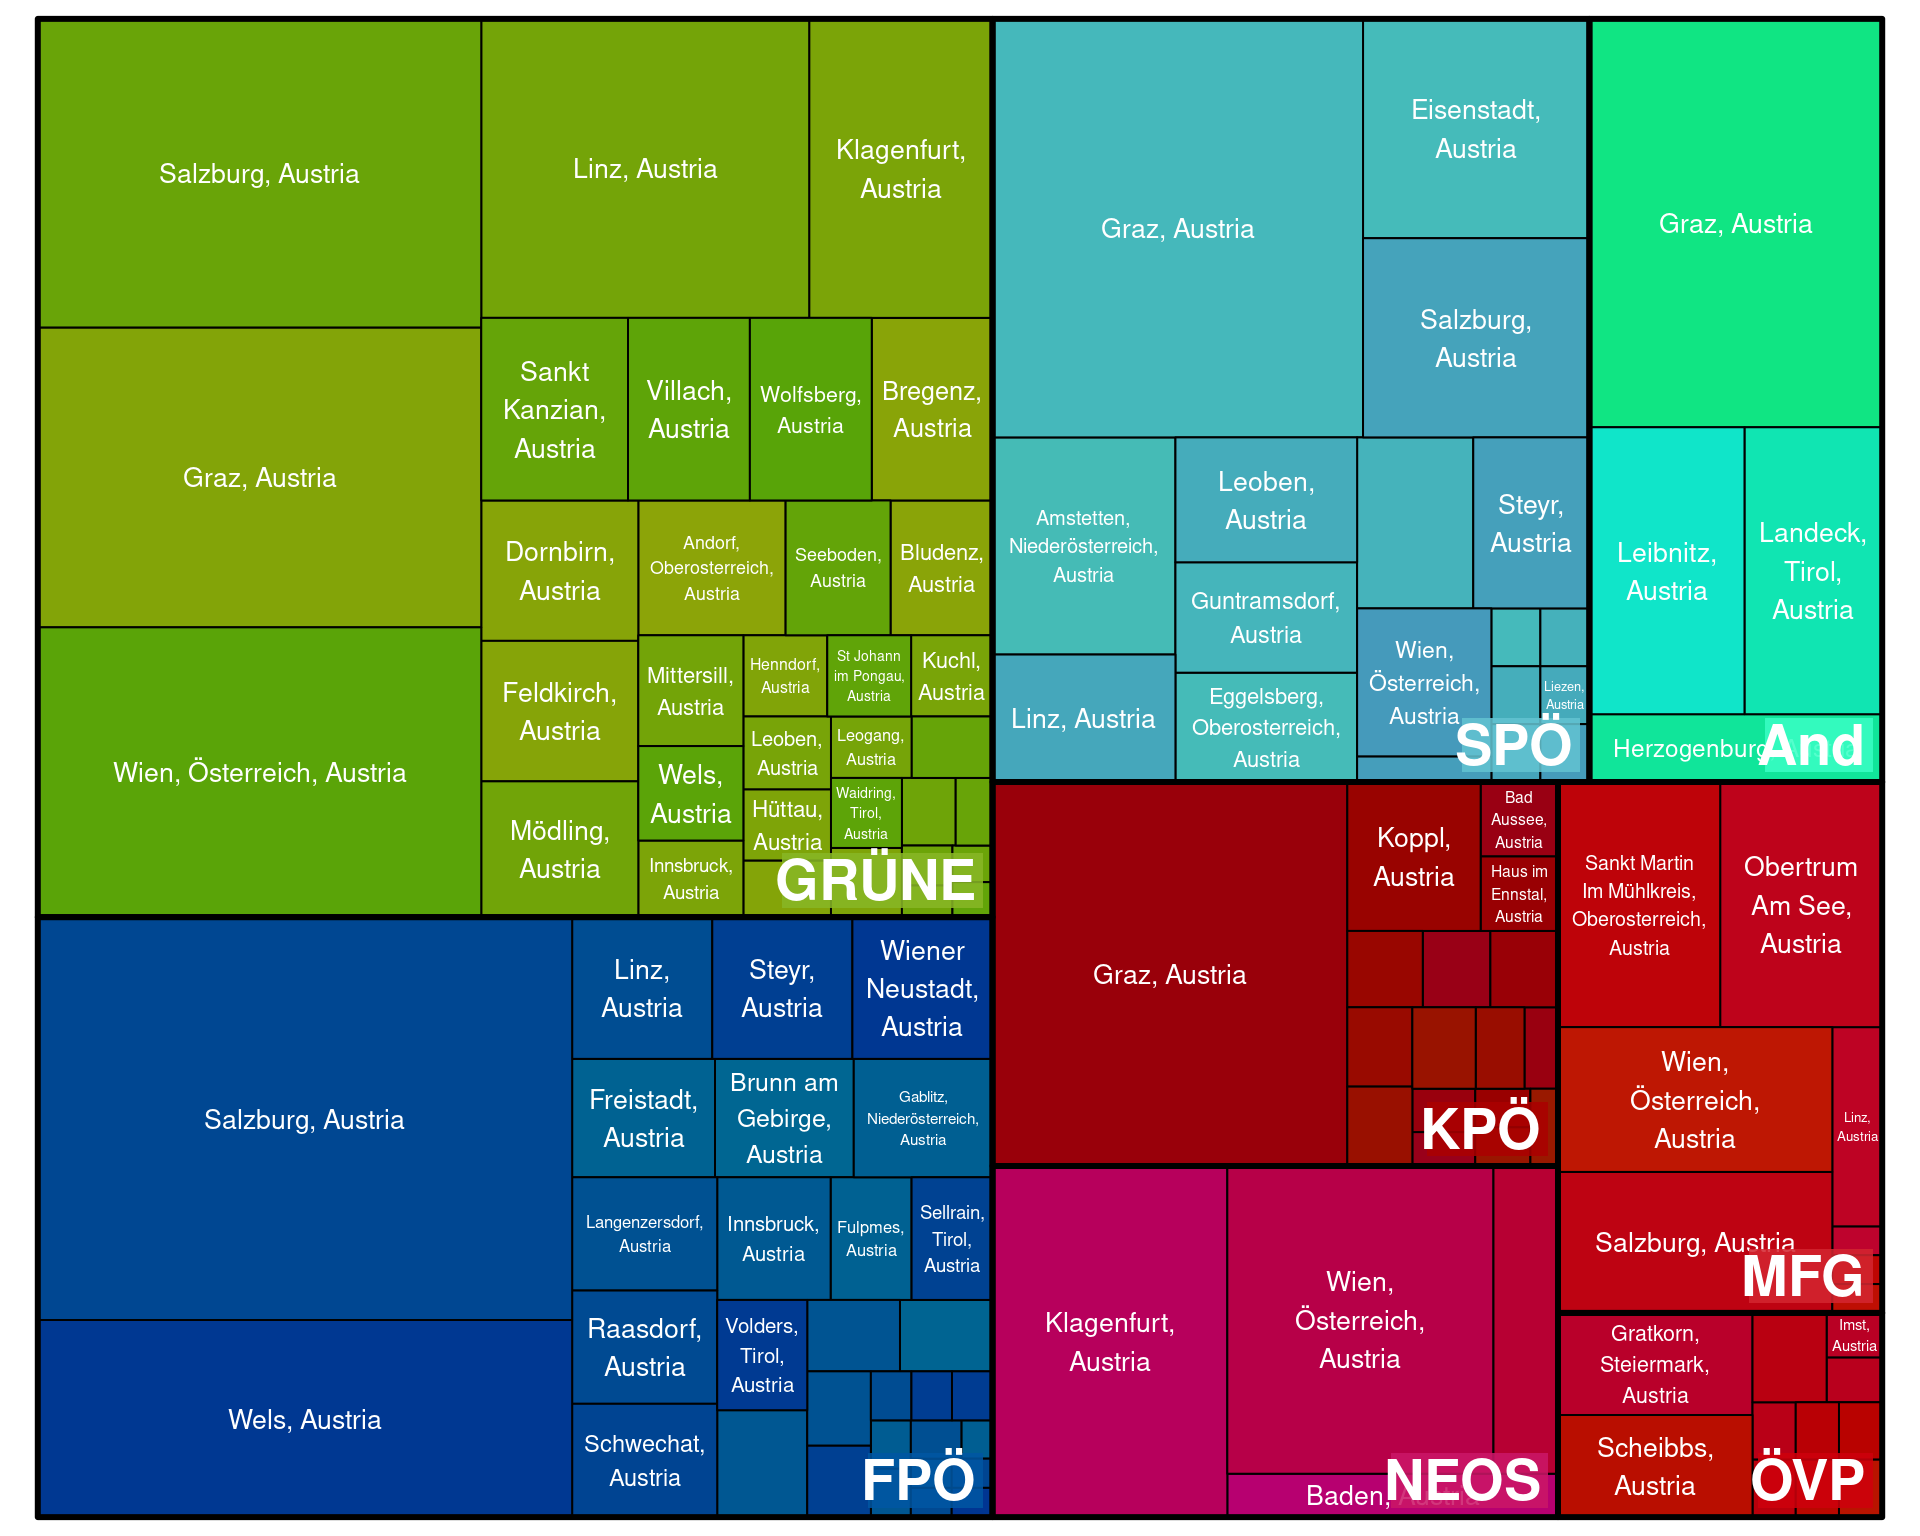 Salzburg, Austria
Linz, Austria
Klagenfurt,
Austria
Graz, Austria
Sankt
Kanzian,
Austria
Villach,
Austria
Wolfsberg,
Austria
Bregenz,
Austria
Wien, Österreich, Austria
Dornbirn,
Austria
Andorf,
Oberosterreich,
Austria
Seeboden,
Austria
Bludenz,
Austria
Feldkirch,
Austria
Mittersill,
Austria
Henndorf,
Austria
St Johann
im Pongau,
Austria
Kuchl,
Austria
Leoben,
Austria
Leogang,
Austria
Wels,
Austria
Mödling,
Austria
Hüttau,
Austria
Waidring,
Tirol,
Austria
Innsbruck,
Austria
GRÜNE
Graz, Austria
Eisenstadt,
Austria
Salzburg,
Austria
Amstetten,
Niederösterreich,
Austria
Leoben,
Austria
Steyr,
Austria
Guntramsdorf,
Austria
Linz, Austria
Eggelsberg,
Oberosterreich,
Austria
Wien,
Österreich,
Austria
Liezen,
Austria
SPÖ
Graz, Austria
Leibnitz,
Austria
Landeck,
Tirol,
Austria
Herzogenburg
And
Salzburg, Austria
Linz,
Austria
Steyr,
Austria
Wiener
Neustadt,
Austria
Freistadt,
Austria
Brunn am
Gebirge,
Austria
Gablitz,
Niederösterreich,
Austria
Langenzersdorf,
Austria
Innsbruck,
Austria
Fulpmes,
Austria
Sellrain,
Tirol,
Austria
Wels, Austria
Raasdorf,
Austria
Volders,
Tirol,
Austria
Schwechat,
Austria
FPÖ
Graz, Austria
Koppl,
Austria
Bad
Aussee,
Austria
Haus im
Ennstal,
Austria
KPÖ
Klagenfurt,
Austria
Wien,
Österreich,
Austria
Baden, Austria
NEOS
Sankt Martin
Im Mühlkreis,
Oberosterreich,
Austria
Obertrum
Am See,
Austria
Wien,
Österreich,
Austria
Linz,
Austria
Salzburg, Austria
MFG
Gratkorn,
Steiermark,
Austria
Imst,
Austria
Scheibbs,
Austria
ÖVP